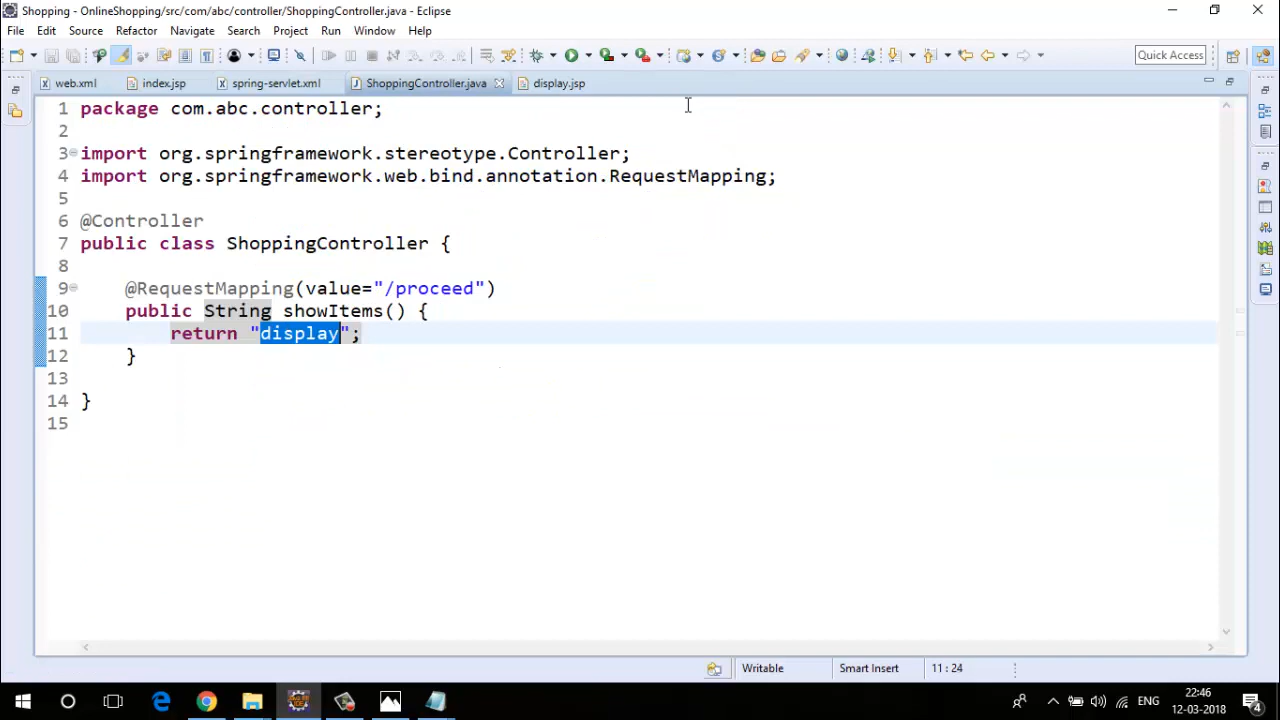 Shopping - OnlineShopping/src/com/abc/controller/ShoppingController.java - Eclipse
File Edit Source Refactor Navigate Search Project Run Window Help
Quick Access
web.xml index.jsp spring-servlet.xml ShoppingController.java display.jsp
1 package com.abc.controller;
2
3 import org.springframework.stereotype.Controller;
4 import org.springframework.web.bind.annotation.RequestMapping;
5
6 @Controller
7 public class ShoppingController {
8
9 @RequestMapping(value="/proceed")
10 public String showItems() {
11 return "display";
12 }
13
14 }
15
Writable Smart Insert 11 : 24
ENG
22:46
12-03-2018
4